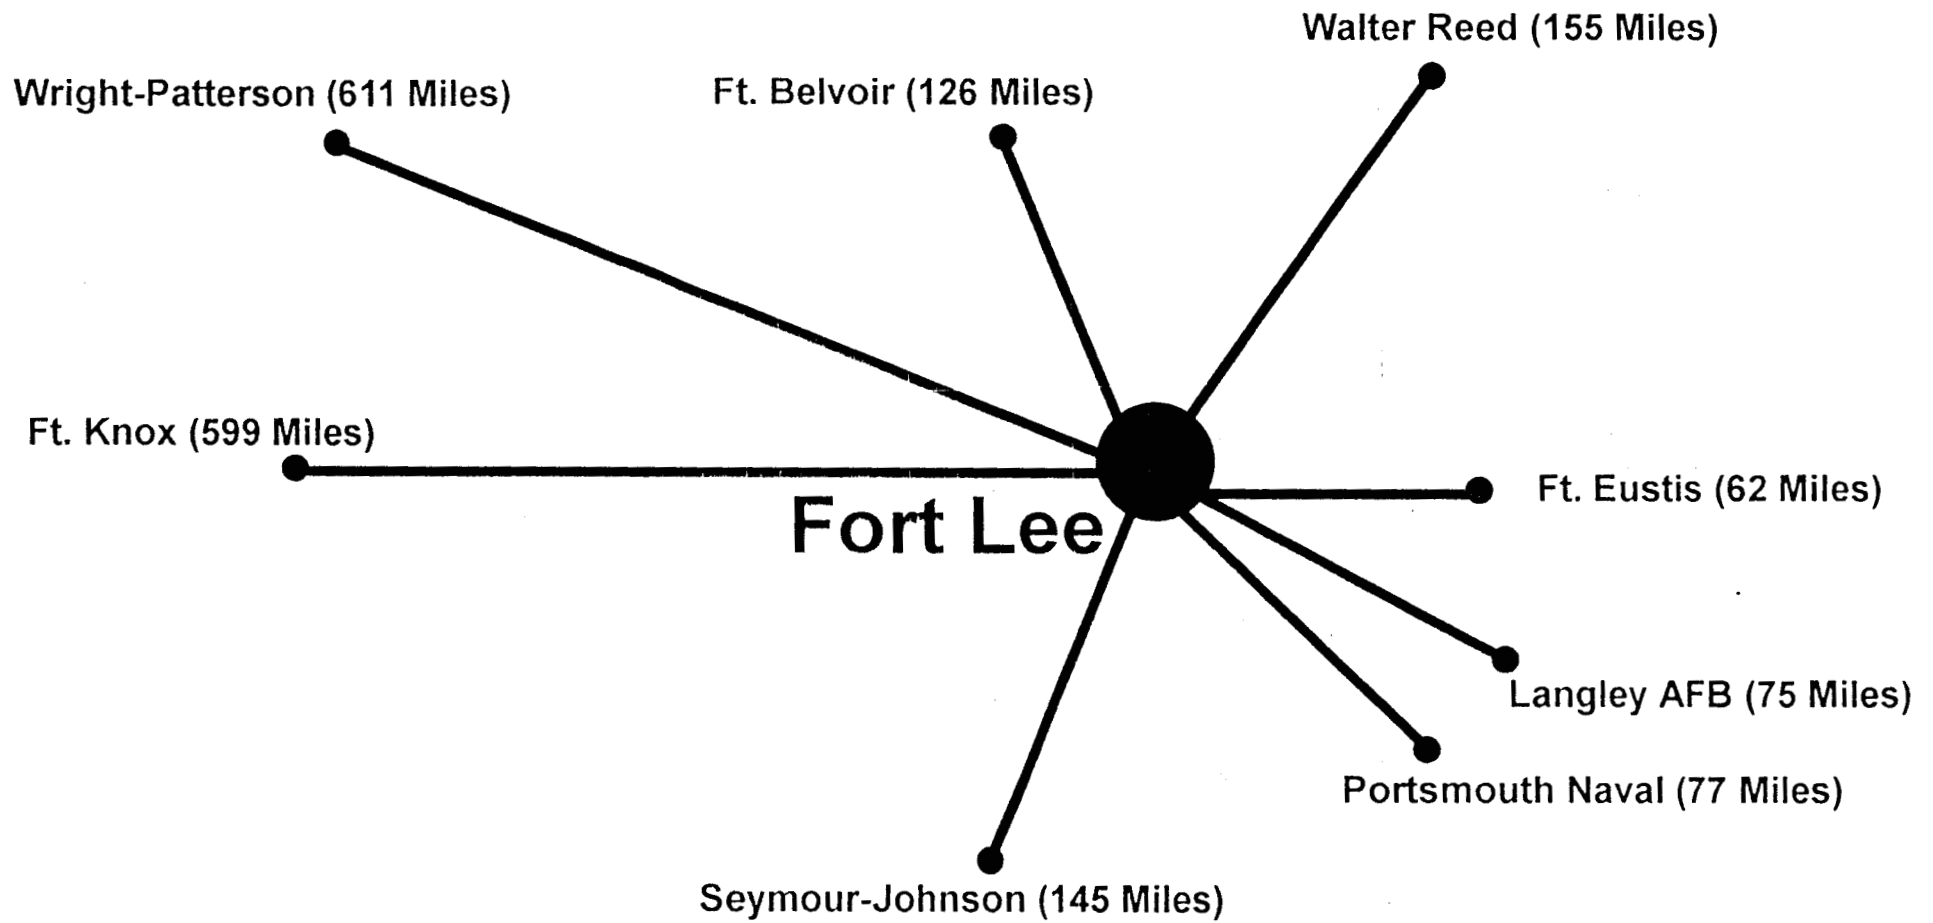 Walter Reed (155 Miles)
Wright-Patterson (611 Miles)
Ft. Belvoir (126 Miles)
Ft. Knox (599 Miles)
Fort Lee
Ft. Eustis (62 Miles)
Langley AFB (75 Miles)
Portsmouth Naval (77 Miles)
Seymour-Johnson (145 Miles)